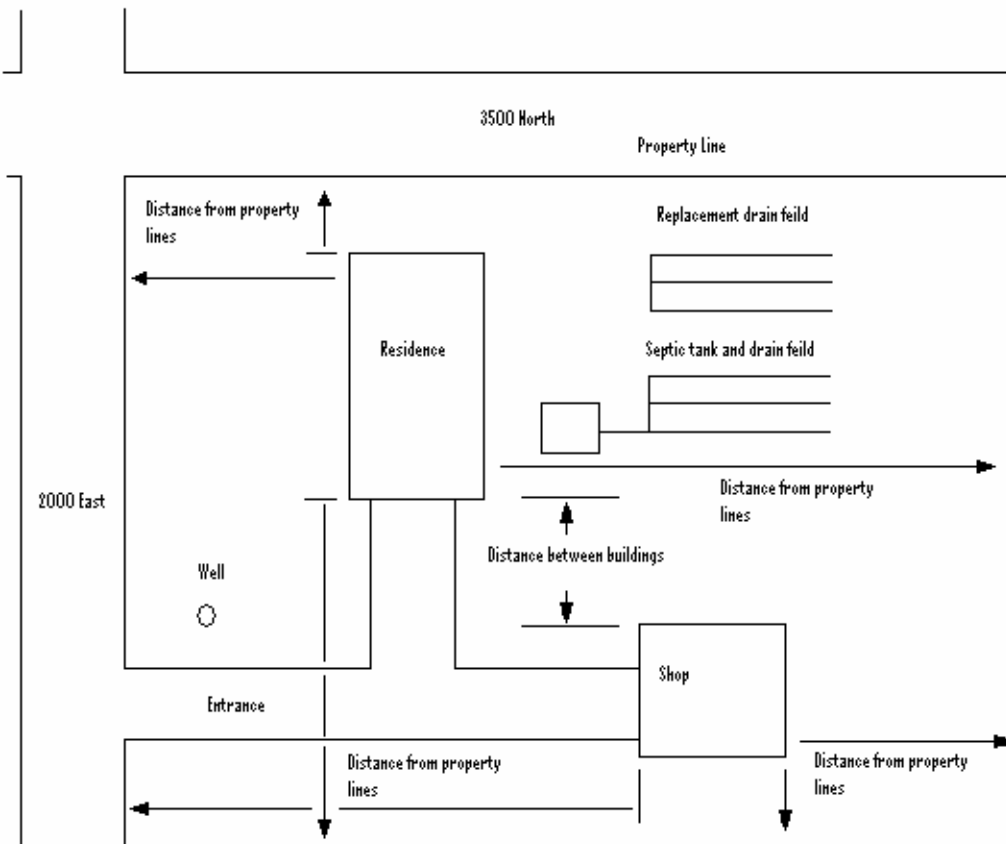 3500 North
Property Line
Distance from property
lines
Replacement drain feild
Residence
Septic tank and drain feild
Distance from property
lines
2000 East
Distance between buildings
Well
Shop
Entrance
Distance from property
lines
Distance from property
lines